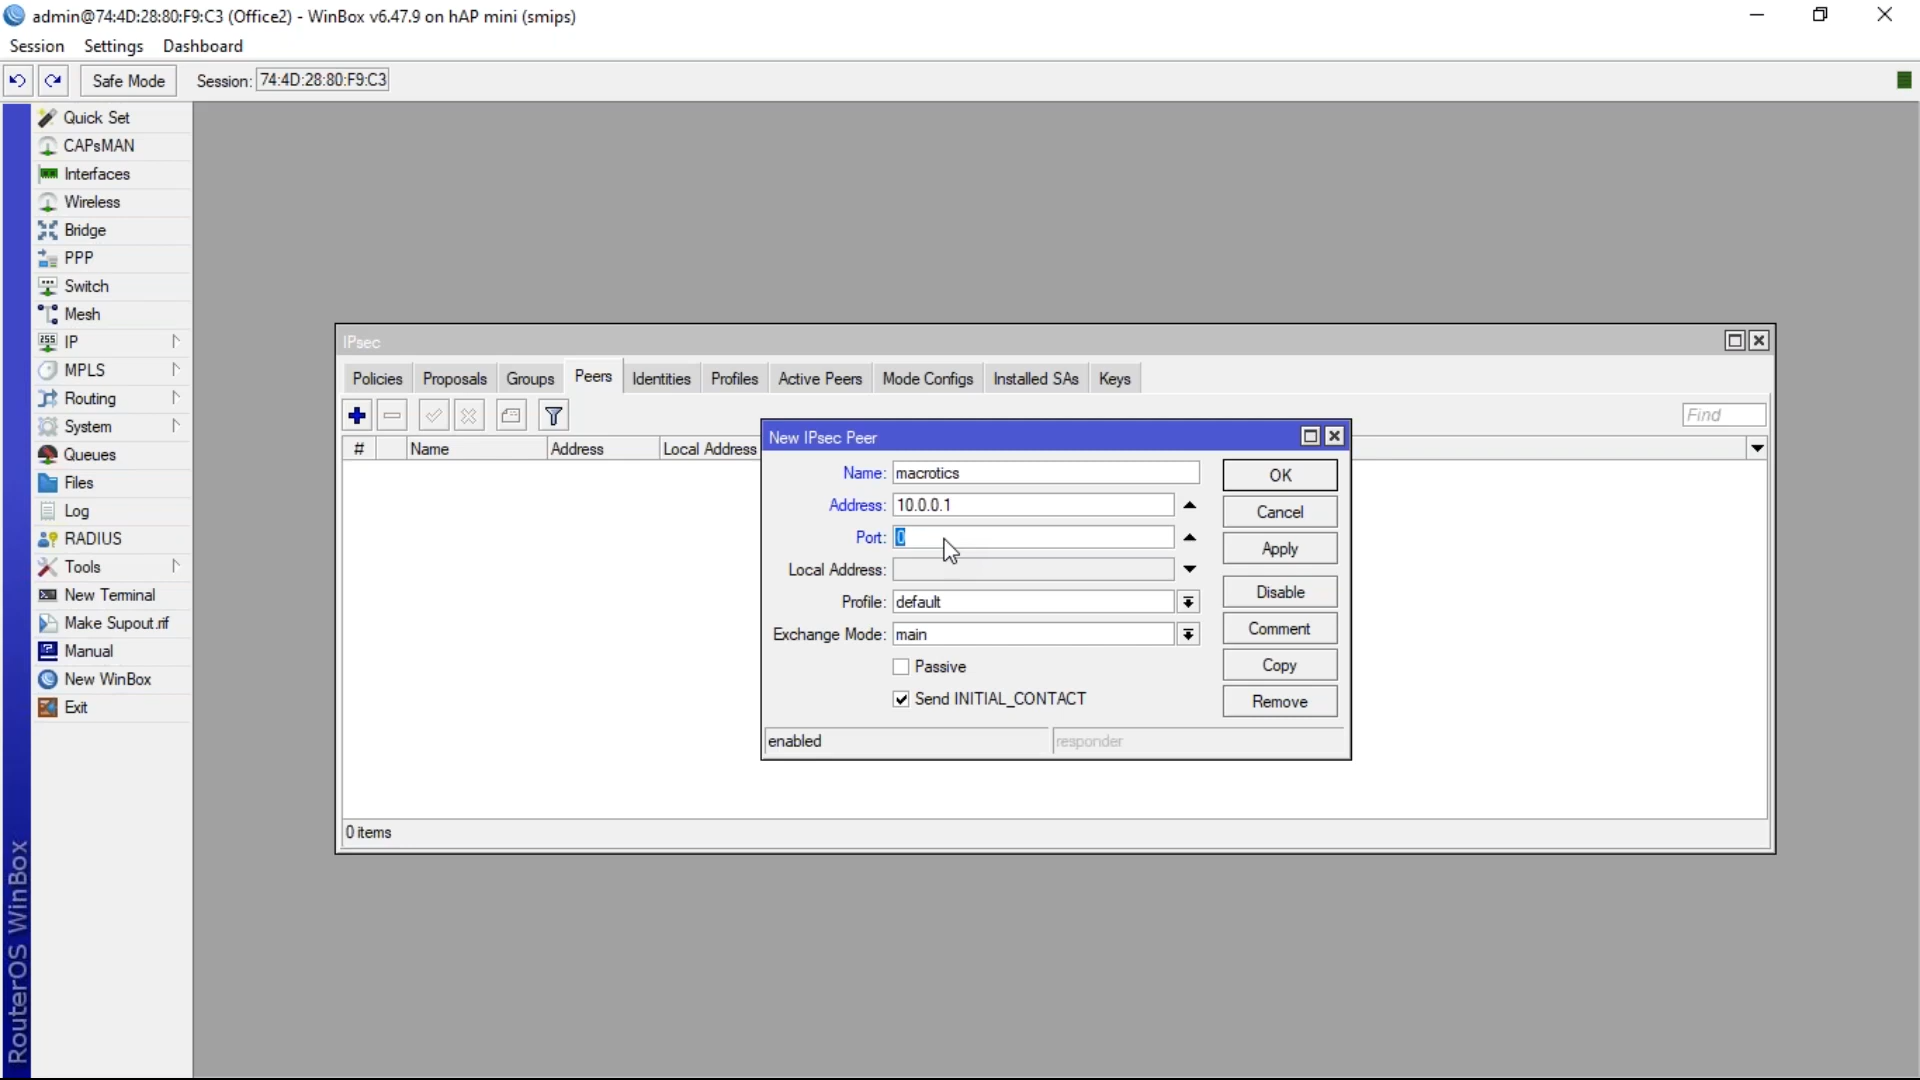 admin@74:4D:28:80:F9:C3 (Office2) - WinBox v6.47.9 on hAP mini (smips)
Session Settings Dashboard
Safe Mode Session: 74:4D:28:80:F9:C3
Quick Set
CAPsMAN
Interfaces
Wireless
Bridge
PPP
Switch
Mesh
IP
MPLS
Routing
System
Queues
Files
Log
RADIUS
Tools
New Terminal
Make Supout.rif
Manual
New WinBox
Exit
RouterOS WinBox
IPsec
Policies Proposals Groups Peers Identities Profiles Active Peers Mode Configs Installed SAs Keys
Find
# Name Address Local Address
0 items
New IPsec Peer
Name: macrotics
Address: 10.0.0.1
Port: 0
Local Address:
Profile: default
Exchange Mode: main
Passive
Send INITIAL_CONTACT
OK
Cancel
Apply
Disable
Comment
Copy
Remove
enabled responder